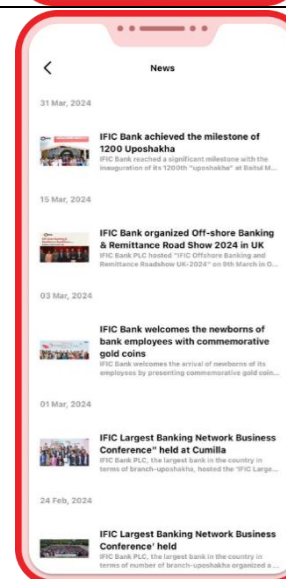 News
31 Mar, 2024
IFIC Bank achieved the milestone of
1200 Uposhakha
IFIC Bank reached a significant milestone with the
inauguration of its 1200th "uposhakha" at Baitul M...
15 Mar, 2024
IFIC Bank organized Off-shore Banking
& Remittance Road Show 2024 in UK
IFIC Bank PLC hosted "IFIC Offshore Banking and
Remittance Roadshow UK-2024" on 9th March in O...
03 Mar, 2024
IFIC Bank welcomes the newborns of
bank employees with commemorative
gold coins
IFIC Bank welcomes the arrival of newborns of its
employees by presenting commemorative gold coin...
01 Mar, 2024
IFIC Largest Banking Network Business
Conference" held at Cumilla
IFIC Bank PLC, the largest bank in the country in
terms of branch-uposhakha, hosted the 'IFIC Large...
24 Feb, 2024
IFIC Largest Banking Network Business
Conference' held
IFIC Bank PLC, the largest bank in the country in
terms of number of branch-uposhakha organized a ...